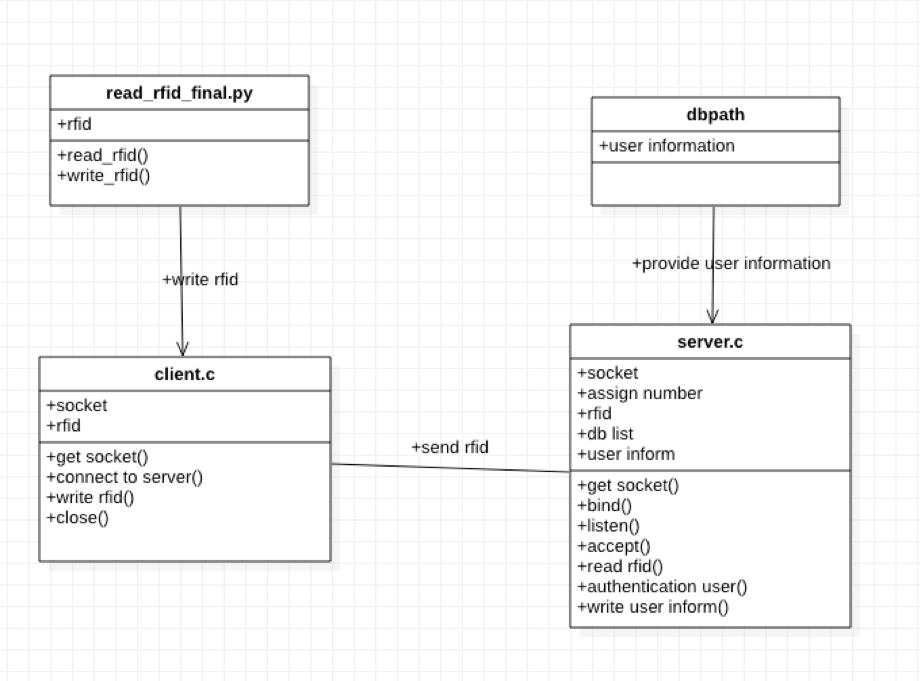 read_rfid_final.py
+rfid
+read_rfid()
+write_rfid()
dbpath
+user information
+write rfid
+provide user information
client.c
+socket
+rfid
+get socket()
+connect to server()
+write rfid()
+close()
+send rfid
server.c
+socket
+assign number
+rfid
+db list
+user inform
+get socket()
+bind()
+listen()
+accept()
+read rfid()
+authentication user()
+write user inform()